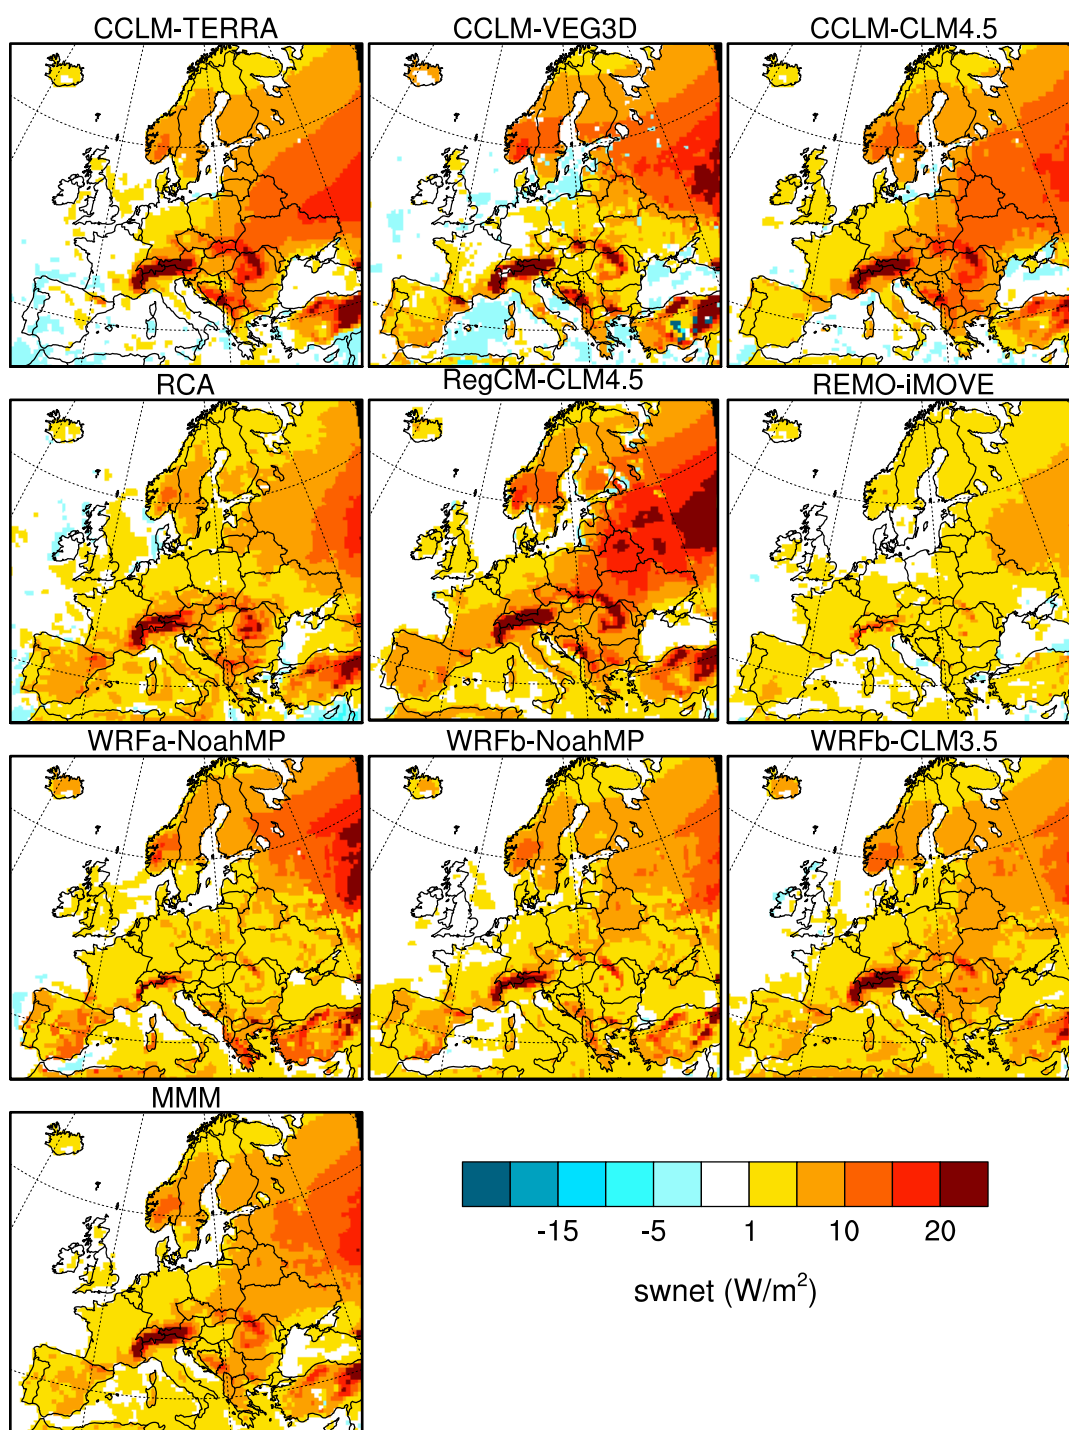 CCLM-TERRA CCLM-VEG3D CCLM-CLM4.5
RCA RegCM-CLM4.5 REMO-iMOVE
WRFa-NoahMP WRFb-NoahMP WRFb-CLM3.5
MMM
-15 -5 1 10 20
swnet (W/m²)